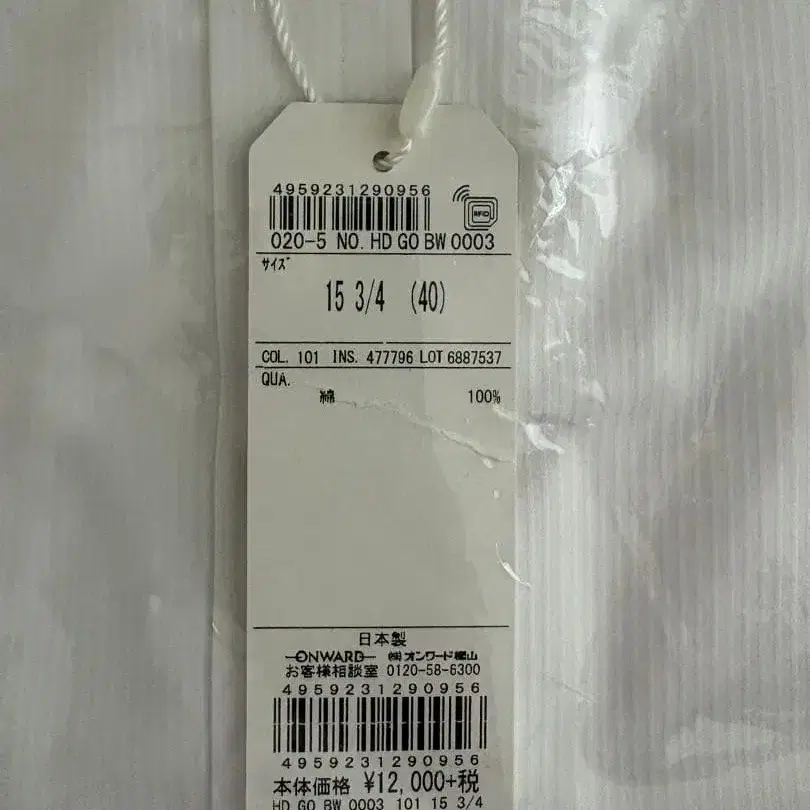 4959231290956
RFID
020-5 NO. HD GO BW 0003
サイズ
15 3/4 (40)
COL. 101 INS. 477796 LOT 6887537
QUA.
綿 100%
日本製
ONWARD ㈱オンワード樫山
お客様相談室 0120-58-6300
4959231290956
4959231290956
本体価格 ¥12,000+税
HD GO BW 0003 101 15 3/4